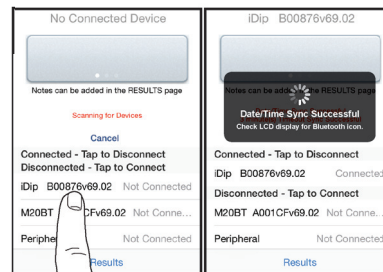 No Connected Device
Notes can be added in the RESULTS page
Scanning for Devices
Cancel
Connected - Tap to Disconnect
Disconnected - Tap to Connect
iDip B00876v69.02 Not Connected
M20BT CFv69.02 Not Conne...
Periphe Not Connected
Results
iDip B00876v69.02
Notes can be added in the RESULTS page
Date/Time Sync Successful
Check LCD display for Bluetooth icon.
Connected - Tap to Disconnect
iDip B00876v69.02 Connected
Disconnected - Tap to Connect
M20BT A001CFv69.02 Not Conne...
Peripheral Not Connected
Results